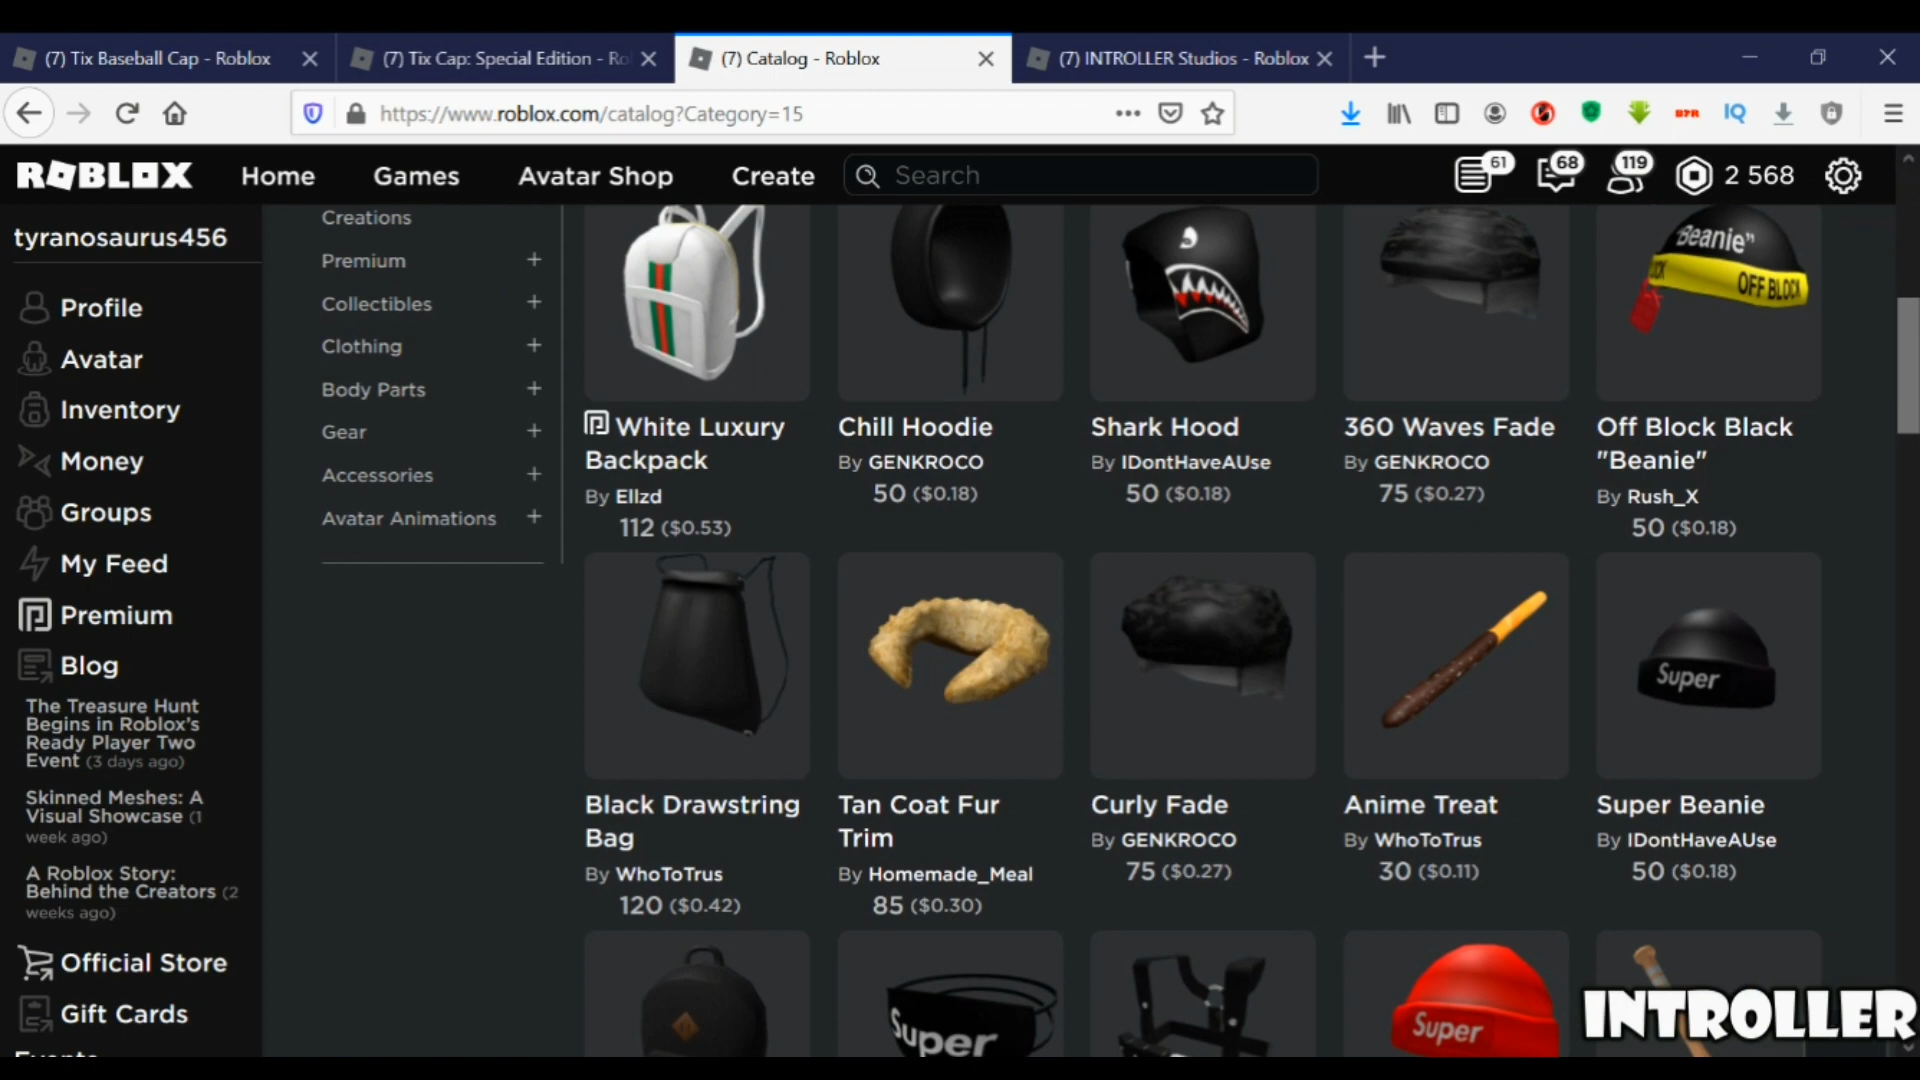 (7) Tix Baseball Cap - Roblox
(7) Tix Cap: Special Edition - Ro
(7) Catalog - Roblox
(7) INTROLLER Studios - Roblox
https://www.roblox.com/catalog?Category=15
IQ
ROBLOX
Home
Games
Avatar Shop
Create
Search
61
68
119
2 568
tyranosaurus456
Profile
Avatar
Inventory
Money
Groups
My Feed
Premium
Blog
The Treasure Hunt
Begins in Roblox's
Ready Player Two
Event (3 days ago)
Skinned Meshes: A
Visual Showcase (1
week ago)
A Roblox Story:
Behind the Creators (2
weeks ago)
Official Store
Gift Cards
Creations
Premium +
Collectibles +
Clothing +
Body Parts +
Gear +
Accessories +
Avatar Animations +
"Beanie"
OFF BLOCK
White Luxury
Backpack
By Ellzd
112 ($0.53)
Chill Hoodie
By GENKROCO
50 ($0.18)
Shark Hood
By IDontHaveAUse
50 ($0.18)
360 Waves Fade
By GENKROCO
75 ($0.27)
Off Block Black
"Beanie"
By Rush_X
50 ($0.18)
Super
Black Drawstring
Bag
By WhoToTrus
120 ($0.42)
Tan Coat Fur
Trim
By Homemade_Meal
85 ($0.30)
Curly Fade
By GENKROCO
75 ($0.27)
Anime Treat
By WhoToTrus
30 ($0.11)
Super Beanie
By IDontHaveAUse
50 ($0.18)
Super
Super
INTROLLER